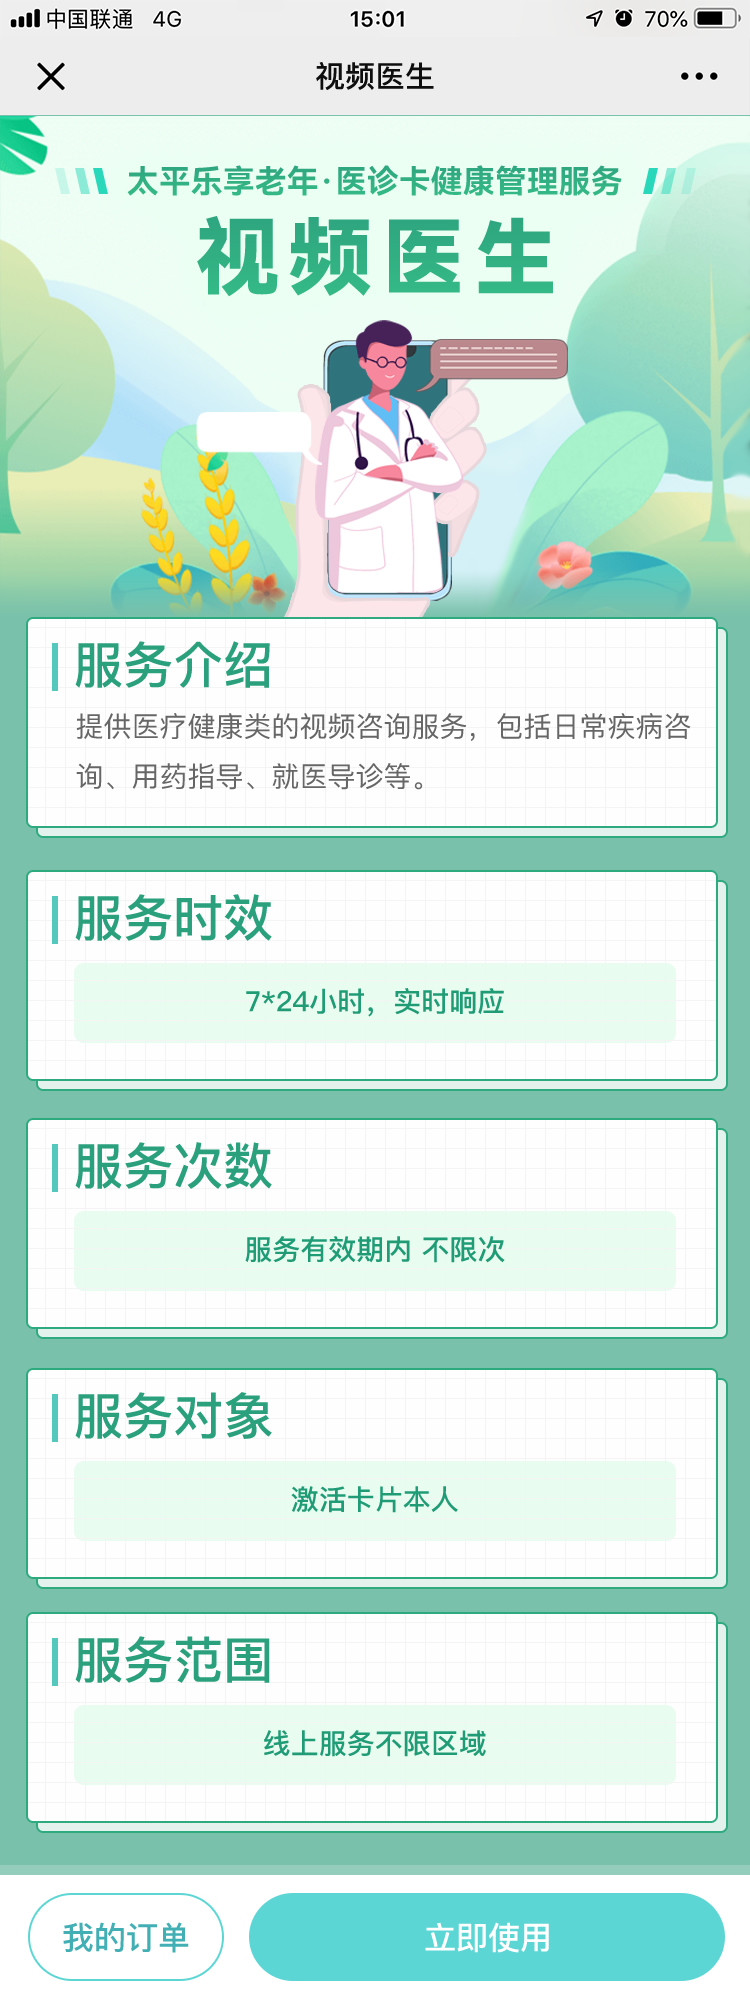 中国联通 4G 15:01 70%
视频医生
太平乐享老年·医诊卡健康管理服务
视频医生
服务介绍
提供医疗健康类的视频咨询服务，包括日常疾病咨
询、用药指导、就医导诊等。
服务时效
7*24小时，实时响应
服务次数
服务有效期内 不限次
服务对象
激活卡片本人
服务范围
线上服务不限区域
我的订单 立即使用